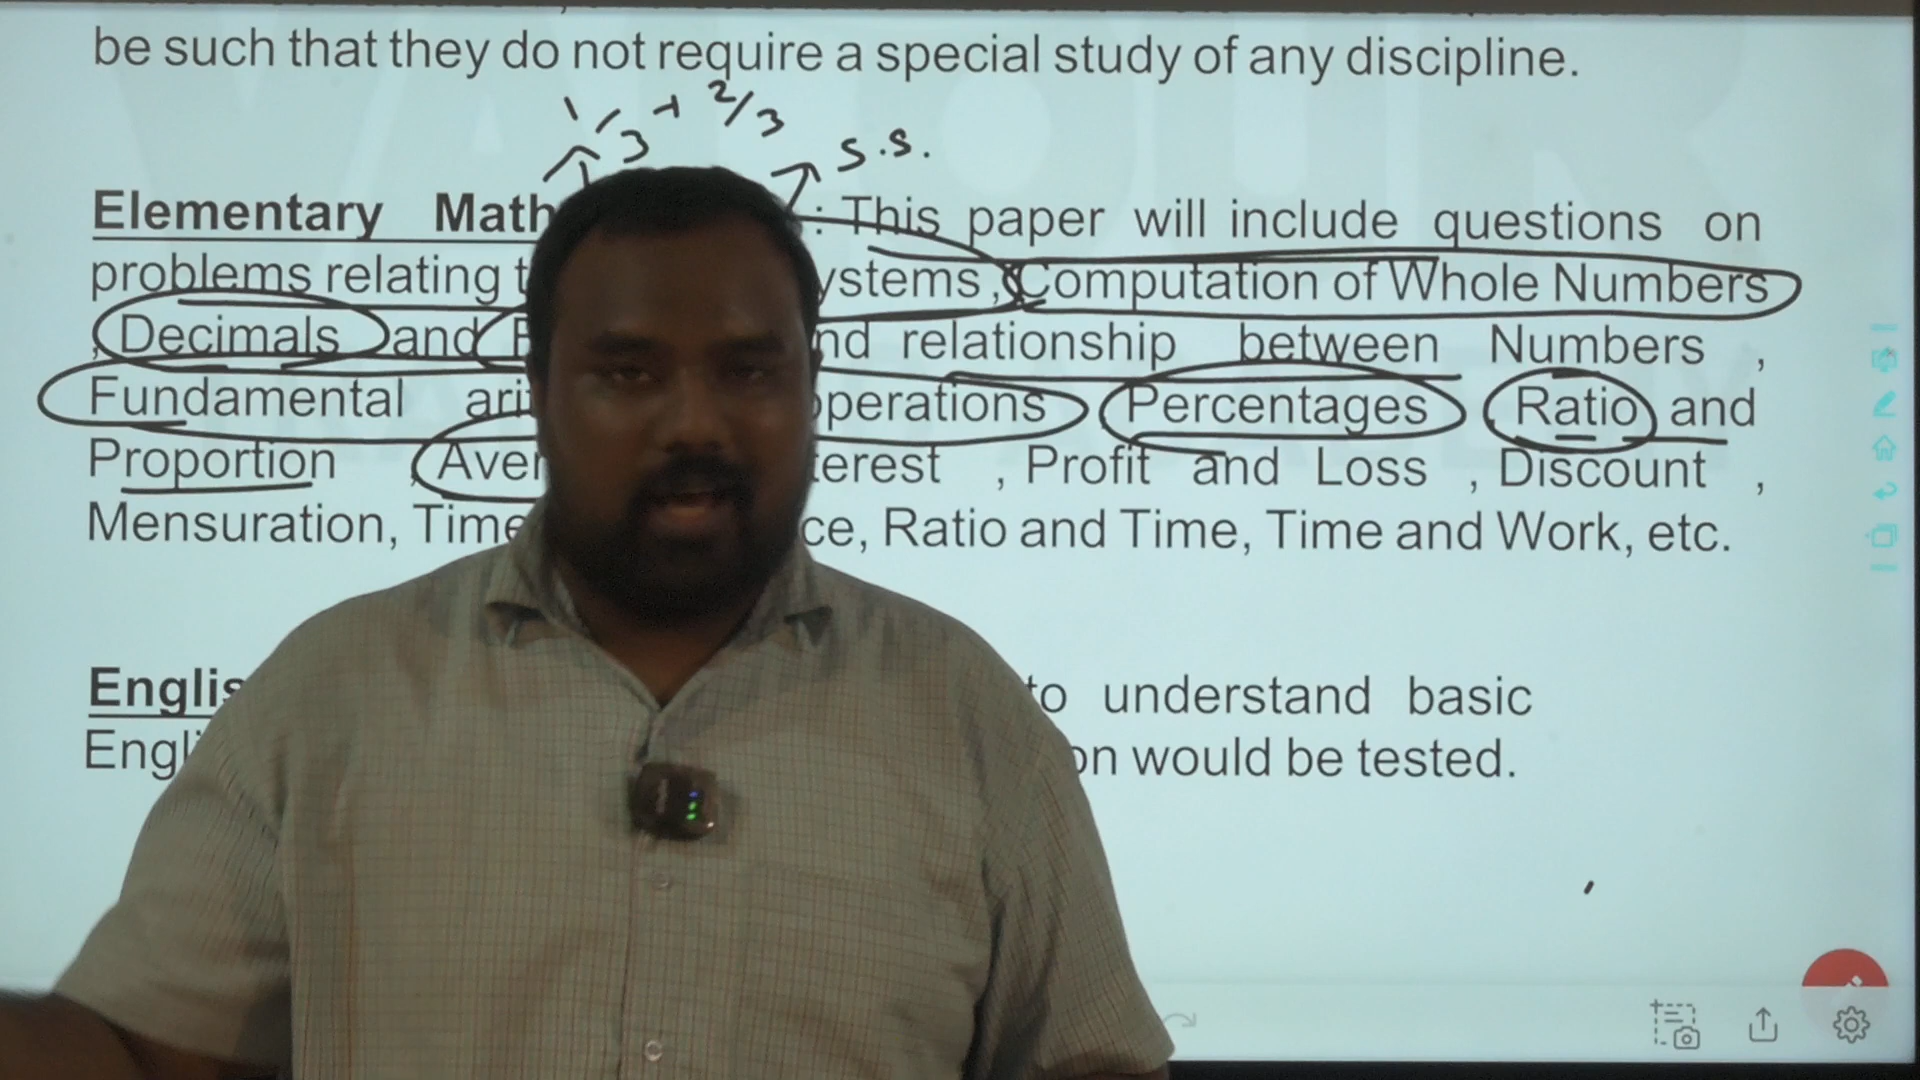 be such that they do not require a special study of any discipline.
1/3 + 2/3
S.S.
Elementary Math : This paper will include questions on
problems relating t ystems, Computation of Whole Numbers
, Decimals and F nd relationship between Numbers ,
Fundamental ari perations Percentages Ratio and
Proportion , Aver terest , Profit and Loss , Discount ,
Mensuration, Time ce, Ratio and Time, Time and Work, etc.
Englis to understand basic
Engli on would be tested.